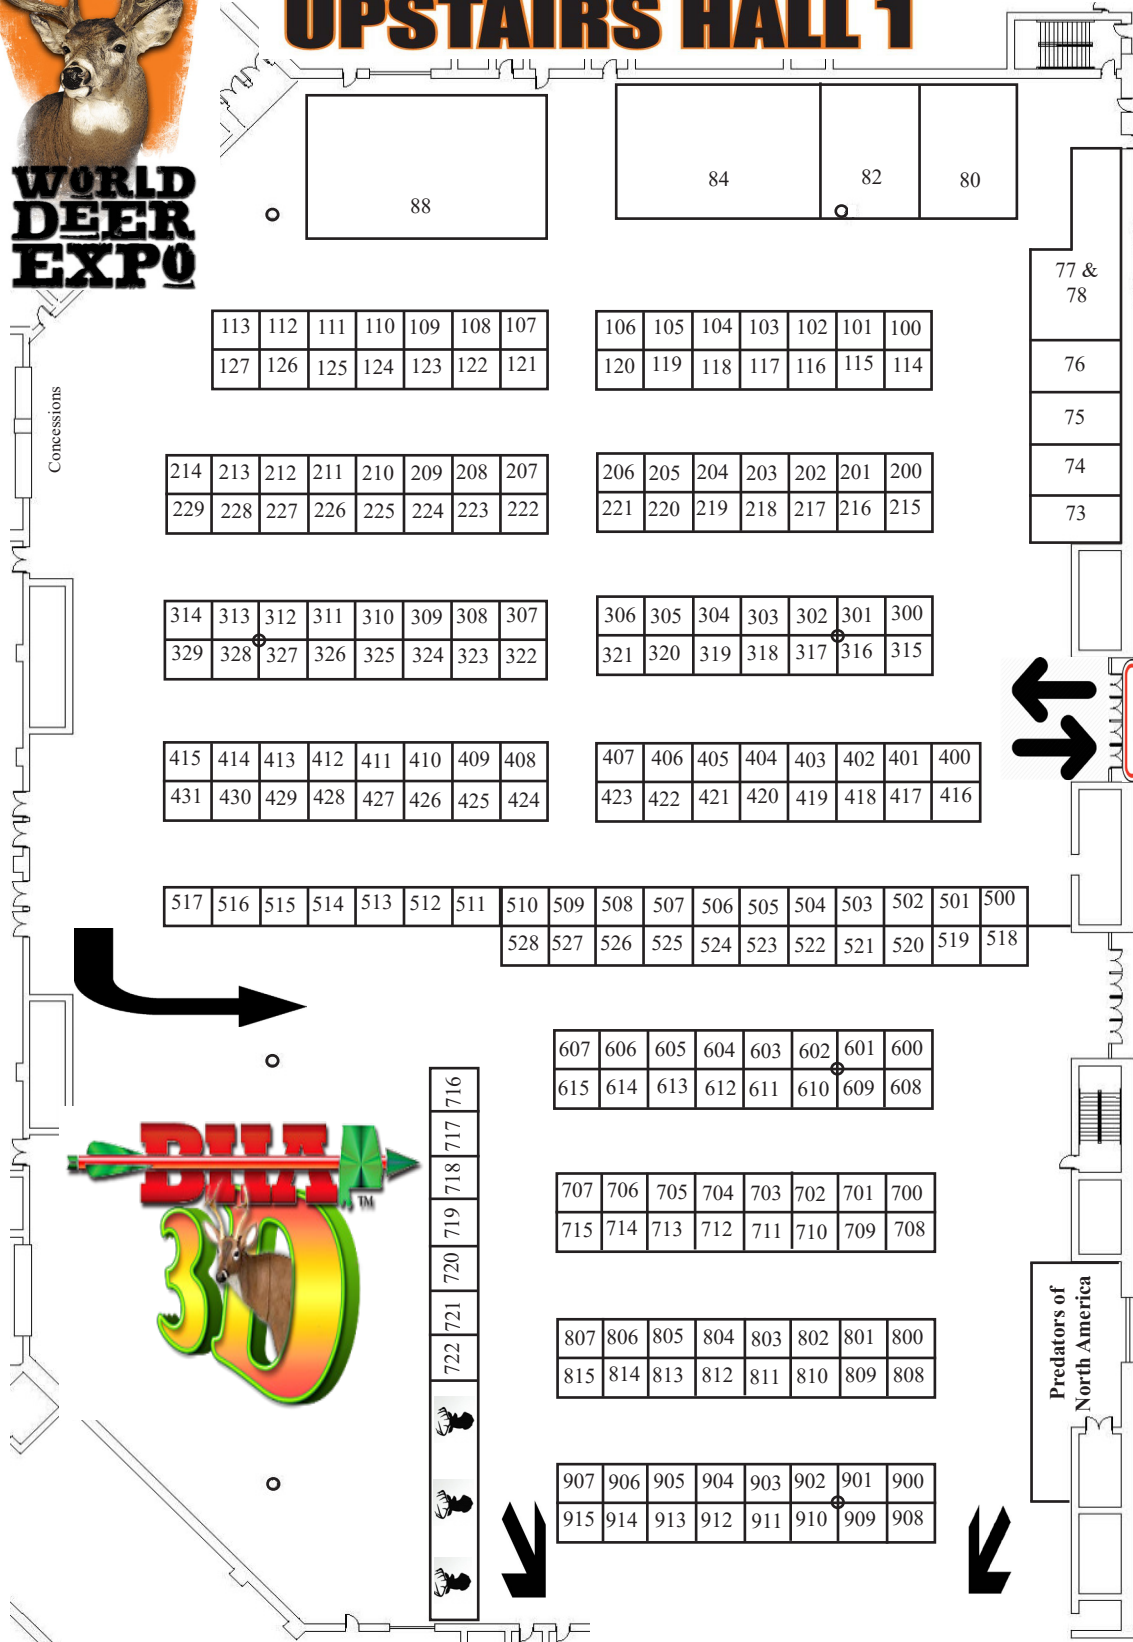 UPSTAIRS HALL 1
WORLD
DEER
EXPO
88
84
82
80
77 &
78
76
75
74
73
Concessions
113 112 111 110 109 108 107
127 126 125 124 123 122 121
106 105 104 103 102 101 100
120 119 118 117 116 115 114
214 213 212 211 210 209 208 207
229 228 227 226 225 224 223 222
206 205 204 203 202 201 200
221 220 219 218 217 216 215
314 313 312 311 310 309 308 307
329 328 327 326 325 324 323 322
306 305 304 303 302 301 300
321 320 319 318 317 316 315
415 414 413 412 411 410 409 408
431 430 429 428 427 426 425 424
407 406 405 404 403 402 401 400
423 422 421 420 419 418 417 416
517 516 515 514 513 512 511 510 509 508 507 506 505 504 503 502 501 500
528 527 526 525 524 523 522 521 520 519 518
607 606 605 604 603 602 601 600
615 614 613 612 611 610 609 608
716
717
718
719
720
721
722
BHA
TM
3D
707 706 705 704 703 702 701 700
715 714 713 712 711 710 709 708
807 806 805 804 803 802 801 800
815 814 813 812 811 810 809 808
Predators of
North America
907 906 905 904 903 902 901 900
915 914 913 912 911 910 909 908